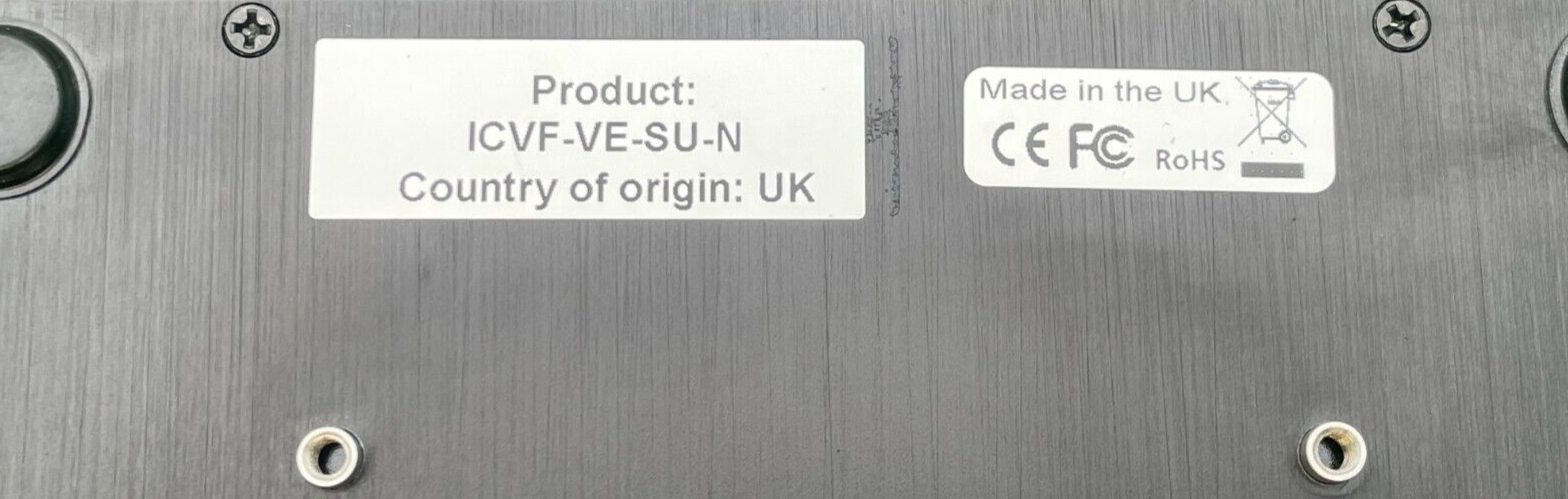 Product:
ICVF-VE-SU-N
Country of origin: UK
Made in the UK.
CE FC RoHS